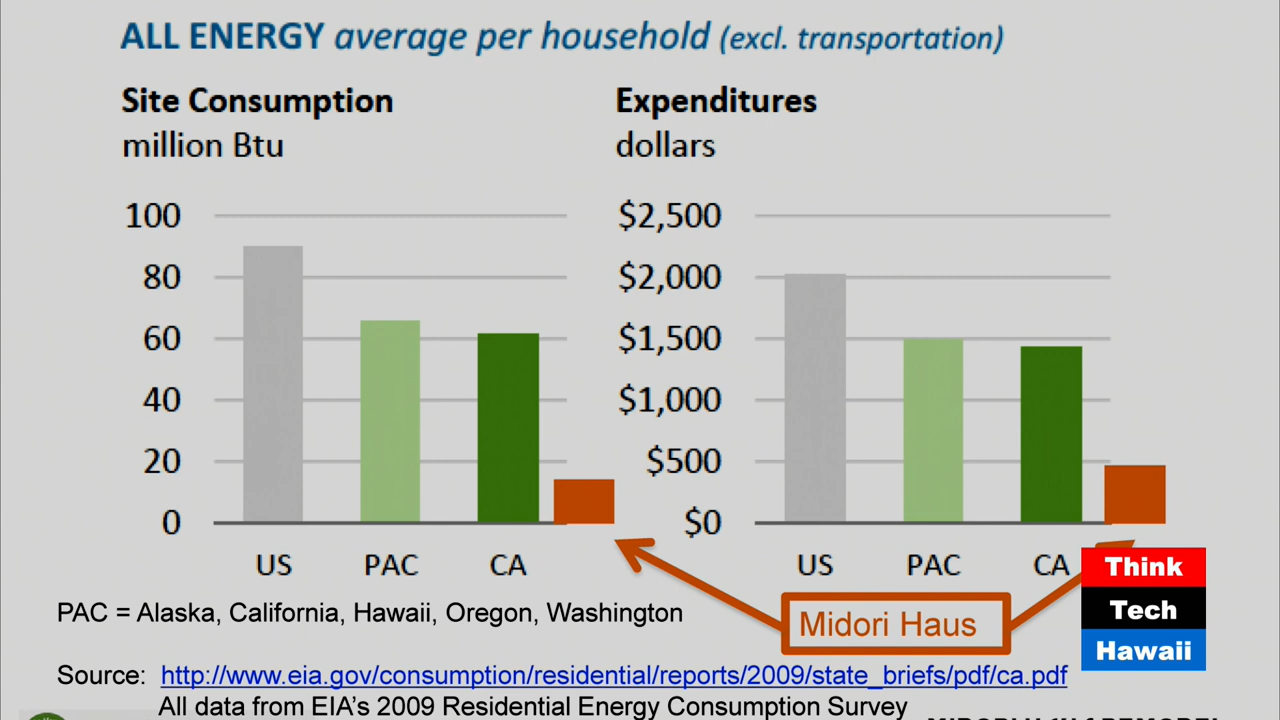 ALL ENERGY average per household (excl. transportation)
Site Consumption
million Btu
100
80
60
40
20
0
US PAC CA
Expenditures
dollars
$2,500
$2,000
$1,500
$1,000
$500
$0
US PAC CA
Midori Haus
Think
Tech
Hawaii
PAC = Alaska, California, Hawaii, Oregon, Washington
Source: http://www.eia.gov/consumption/residential/reports/2009/state_briefs/pdf/ca.pdf
All data from EIA's 2009 Residential Energy Consumption Survey